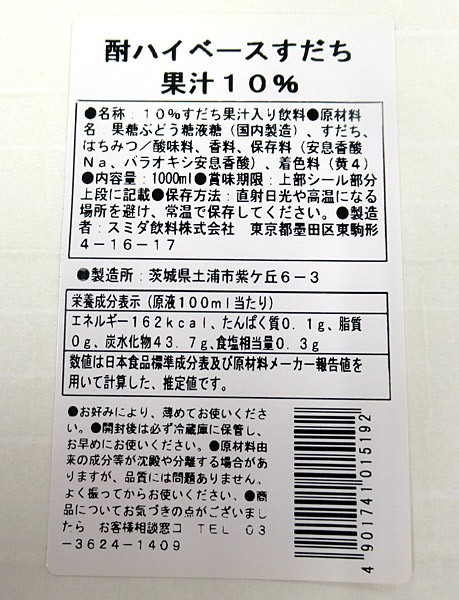 酎ハイベースすだち
果汁１０％
●名称：１０％すだち果汁入り飲料●原材料
名：果糖ぶどう糖液糖（国内製造）、すだち、
はちみつ／酸味料、香料、保存料（安息香酸
Ｎａ、パラオキシ安息香酸）、着色料（黄４）
●内容量：1000ml●賞味期限：上部シール部分
上段に記載●保存方法：直射日光や高温になる
場所を避け、常温で保存してください。●製造
者：スミダ飲料株式会社　東京都墨田区東駒形
４－１６－１７
●製造所：茨城県土浦市紫ケ丘６－３
栄養成分表示（原液100ml当たり）
エネルギー162kcal、たんぱく質0.1g、脂質
0g、炭水化物43.7g、食塩相当量0.3g
数値は日本食品標準成分表及び原材料メーカー報告値を
用いて計算した、推定値です。
●お好みにより、薄めてお使いくださ
い。●開封後は必ず冷蔵庫に保管し、
お早めにお使いください。●原材料由
来の成分等が沈殿や分離する場合があ
りますが、品質には問題ありません。
よく振ってからお使いください。●商
品についてお気づきの点がございまし
たら　お客様相談窓口　ＴＥＬ　０３
－３６２４－１４０９
4 901741 015192